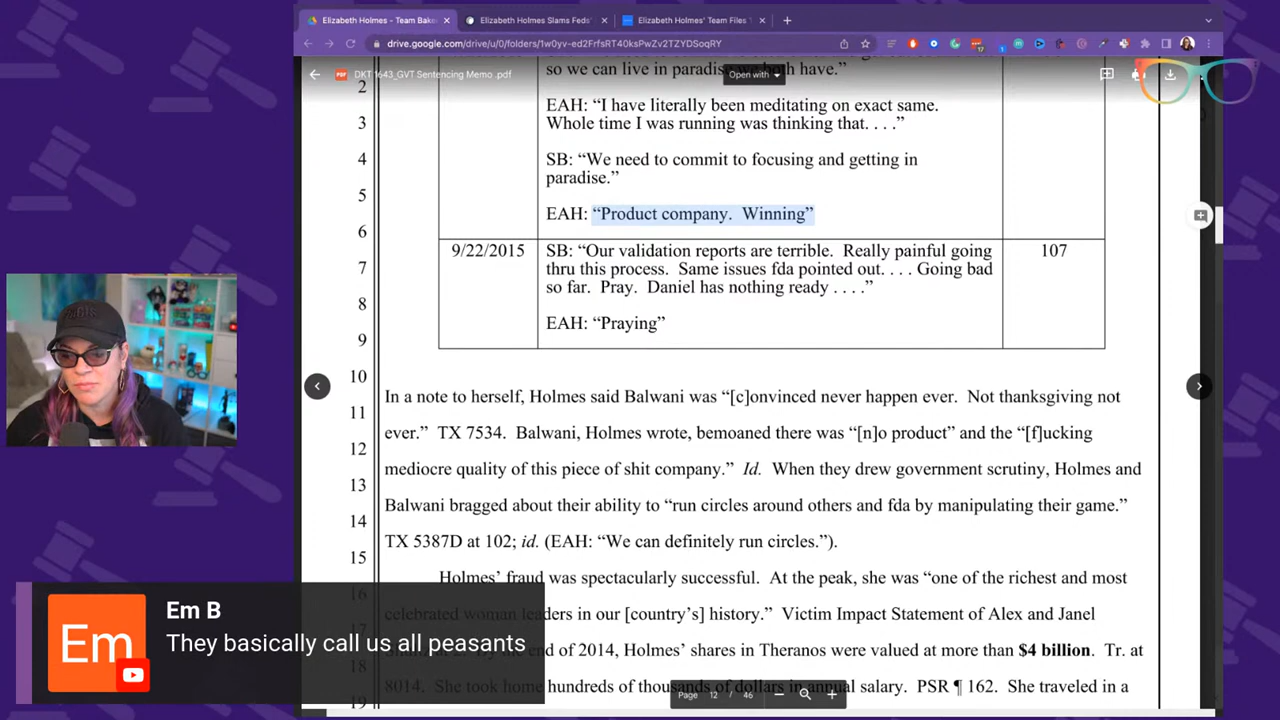 Elizabeth Holmes - Team Bake
Elizabeth Holmes Slams Feds'
Elizabeth Holmes' Team Files
drive.google.com/drive/u/0/folders/1w0yv-ed2FrfsRT40ksPwZv2TZYDSoqRY
DKT 1643_GVT Sentencing Memo .pdf
Open with
so we can live in paradise we both have.”
2
EAH: “I have literally been meditating on exact same.
3
Whole time I was running was thinking that. . . .”
4
SB: “We need to commit to focusing and getting in
paradise.”
5
EAH: “Product company. Winning”
6
9/22/2015
SB: “Our validation reports are terrible. Really painful going
107
7
thru this process. Same issues fda pointed out. . . . Going bad
8
so far. Pray. Daniel has nothing ready . . . .”
EAH: “Praying”
9
10
In a note to herself, Holmes said Balwani was “[c]onvinced never happen ever. Not thanksgiving not
11
ever.” TX 7534. Balwani, Holmes wrote, bemoaned there was “[n]o product” and the “[f]ucking
12
mediocre quality of this piece of shit company.” Id. When they drew government scrutiny, Holmes and
13
Balwani bragged about their ability to “run circles around others and fda by manipulating their game.”
14
TX 5387D at 102; id. (EAH: “We can definitely run circles.”).
15
Holmes’ fraud was spectacularly successful. At the peak, she was “one of the richest and most
16
celebrated woman leaders in our [country’s] history.” Victim Impact Statement of Alex and Janel
17
end of 2014, Holmes’ shares in Theranos were valued at more than $4 billion. Tr. at
18
8014. She took home hundreds of thousands of dollars in annual salary. PSR ¶ 162. She traveled in a
19
Page 12 / 46
Em
Em B
They basically call us all peasants